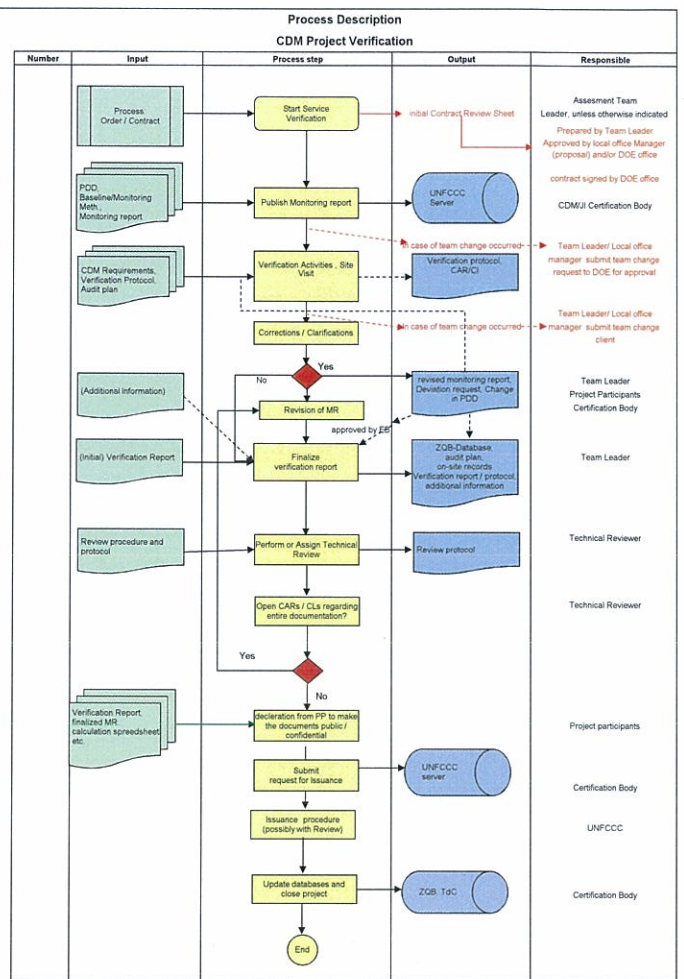 Process Description
CDM Project Verification
Number
Input
Process step
Output
Responsible
Process
Order / Contract
Start Service
Verification
initial Contract Review Sheet
Assesment Team
Leader, unless otherwise indicated
Prepared by Team Leader
Approved by local office Manager
(proposal) and/or DOE office
contract signed by DOE office
PDD,
Baseline/Monitoring
Meth.,
Monitoring report
Publish Monitoring report
UNFCCC
Server
CDM/JI Certification Body
In case of team change occurred
Team Leader/ Local office
manager submit team change
request to DOE for approval
CDM Requirements,
Verification Protocol,
Audit plan
Verification Activities , Site
Visit
Verification protocol,
CAR/Cl
Corrections / Clarifications
In case of team change occurred
Team Leader/ Local office
manager submit team change
client
Yes
No
(Additional Information)
Revision of MR
revised monitoring report,
Deviation request, Change
in PDD
Team Leader
Project Participants
Certification Body
approved by EB
(Initial) Verification Report
Finalize
verification report
ZQB-Database,
audit plan,
on-site records
Verification report / protocol,
additional information
Team Leader
Review procedure and
protocol
Perform or Assign Technical
Review
Review protocol
Technical Reviewer
Open CARs / CLs regarding
entire documentation?
Technical Reviewer
Yes
No
Verification Report,
finalized MR,
calculation spreedsheet
etc.
decleration from PP to make
the documents public /
confidential
Project participants
Submit
request for Issuance
UNFCCC
server
Certification Body
Issuance procedure
(possibly with Review)
UNFCCC
Update databases and
close project
ZQB, TdC
Certification Body
End